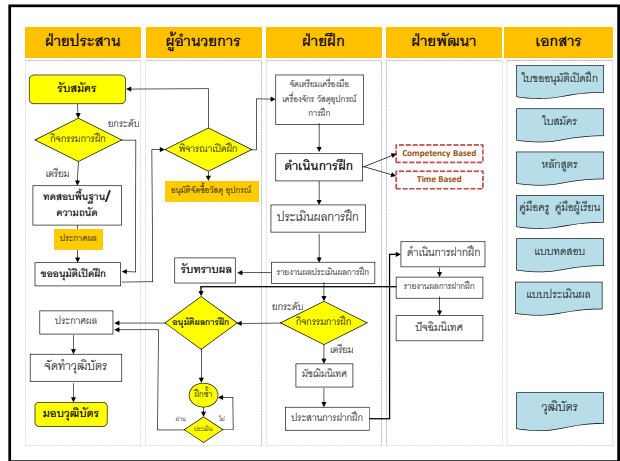 ฝ่ายประสาน
ผู้อำนวยการ
ฝ่ายฝึก
ฝ่ายพัฒนา
เอกสาร
รับสมัคร
กิจกรรมการฝึก
ยกระดับ
เตรียม
ทดสอบพื้นฐาน/
ความถนัด
ประกาศผล
ขออนุมัติเปิดฝึก
ประกาศผล
จัดทำวุฒิบัตร
มอบวุฒิบัตร
พิจารณาเปิดฝึก
อนุมัติจัดซื้อวัสดุ อุปกรณ์
รับทราบผล
อนุมัติผลการฝึก
ฝึกซ้ำ
ผ่าน
ไม่
ประเมิน
จัดเตรียมเครื่องมือ
เครื่องจักร วัสดุอุปกรณ์
การฝึก
ดำเนินการฝึก
ประเมินผลการฝึก
รายงานผลประเมินผลการฝึก
ยกระดับ
กิจกรรมการฝึก
เตรียม
มัชฌิมนิเทศ
ประสานการฝากฝึก
Competency Based
Time Based
ดำเนินการฝากฝึก
รายงานผลการฝากฝึก
ปัจฉิมนิเทศ
ใบขออนุมัติเปิดฝึก
ใบสมัคร
หลักสูตร
คู่มือครู คู่มือผู้เรียน
แบบทดสอบ
แบบประเมินผล
วุฒิบัตร